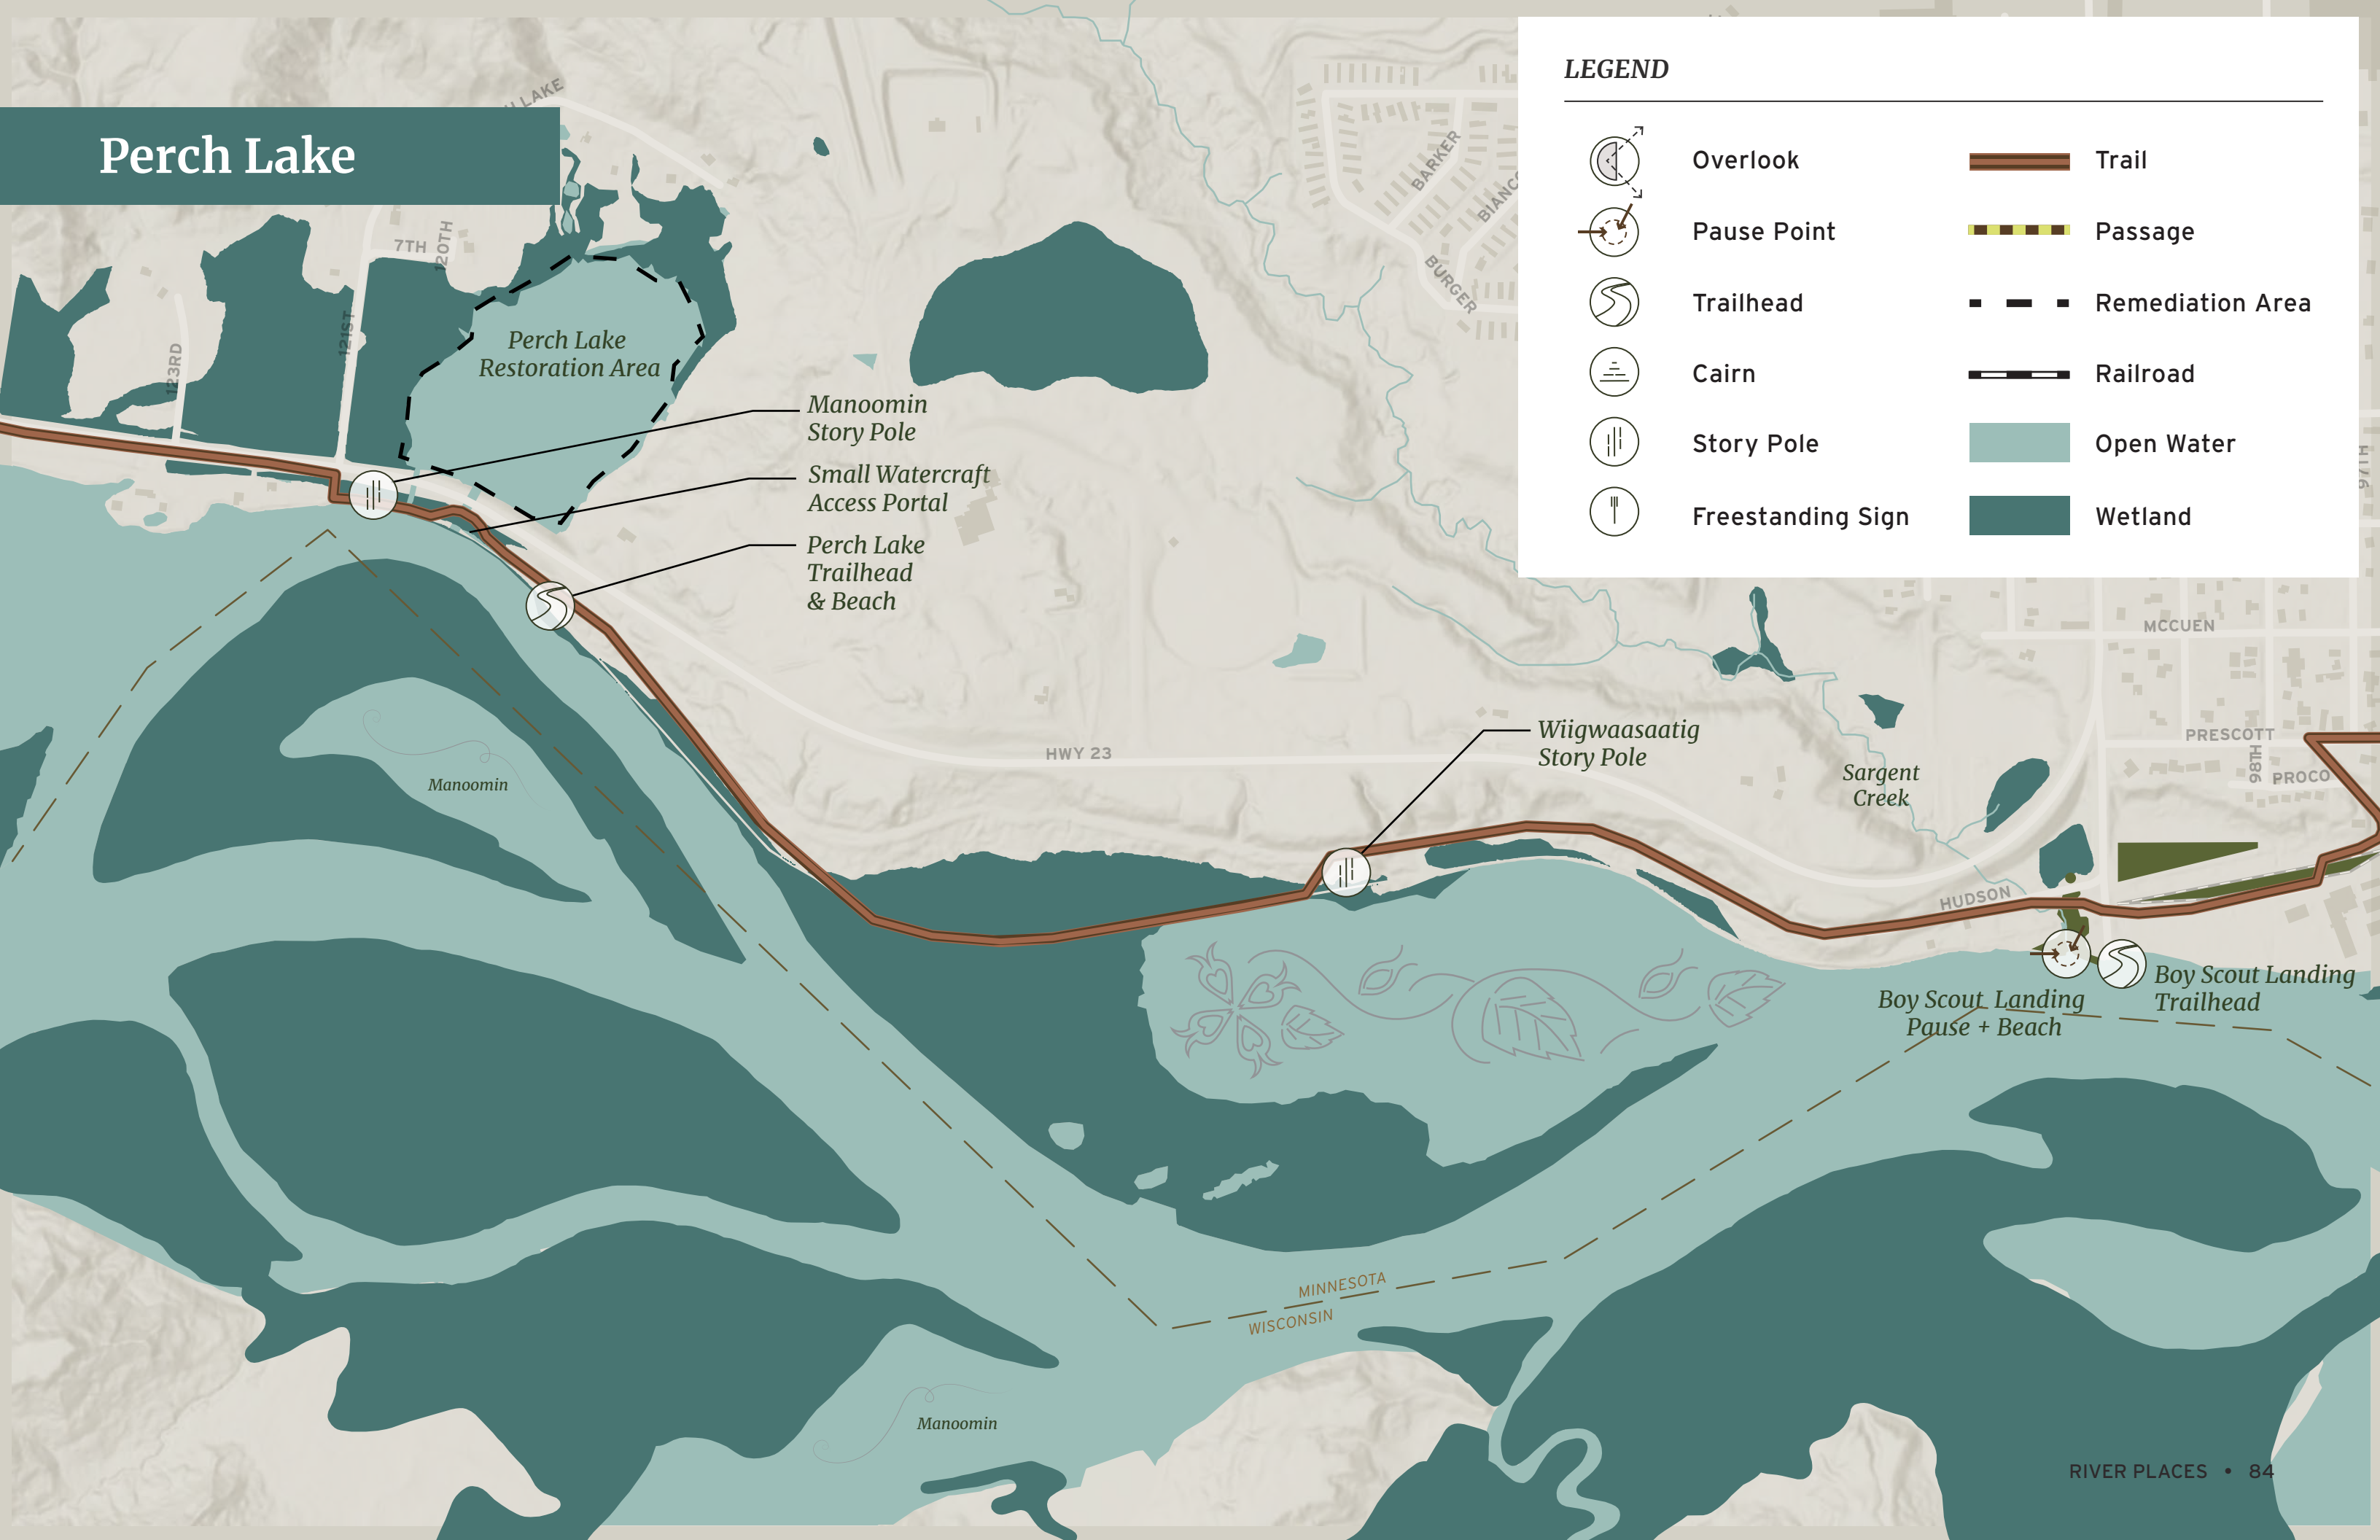 Perch Lake
LAKE
7TH
120TH
121ST
123RD
Perch Lake
Restoration Area
Manoomin
Story Pole
Small Watercraft
Access Portal
Perch Lake
Trailhead
& Beach
BARKER
BURGER
LEGEND
Overlook
Pause Point
Trailhead
Cairn
Story Pole
Freestanding Sign
Trail
Passage
Remediation Area
Railroad
Open Water
Wetland
MCCUEN
PRESCOTT
98TH
PROCO
HWY 23
Wiigwaasaatig
Story Pole
Sargent
Creek
HUDSON
Manoomin
Boy Scout Landing
Pause + Beach
Boy Scout Landing
Trailhead
MINNESOTA
WISCONSIN
Manoomin
RIVER PLACES • 84